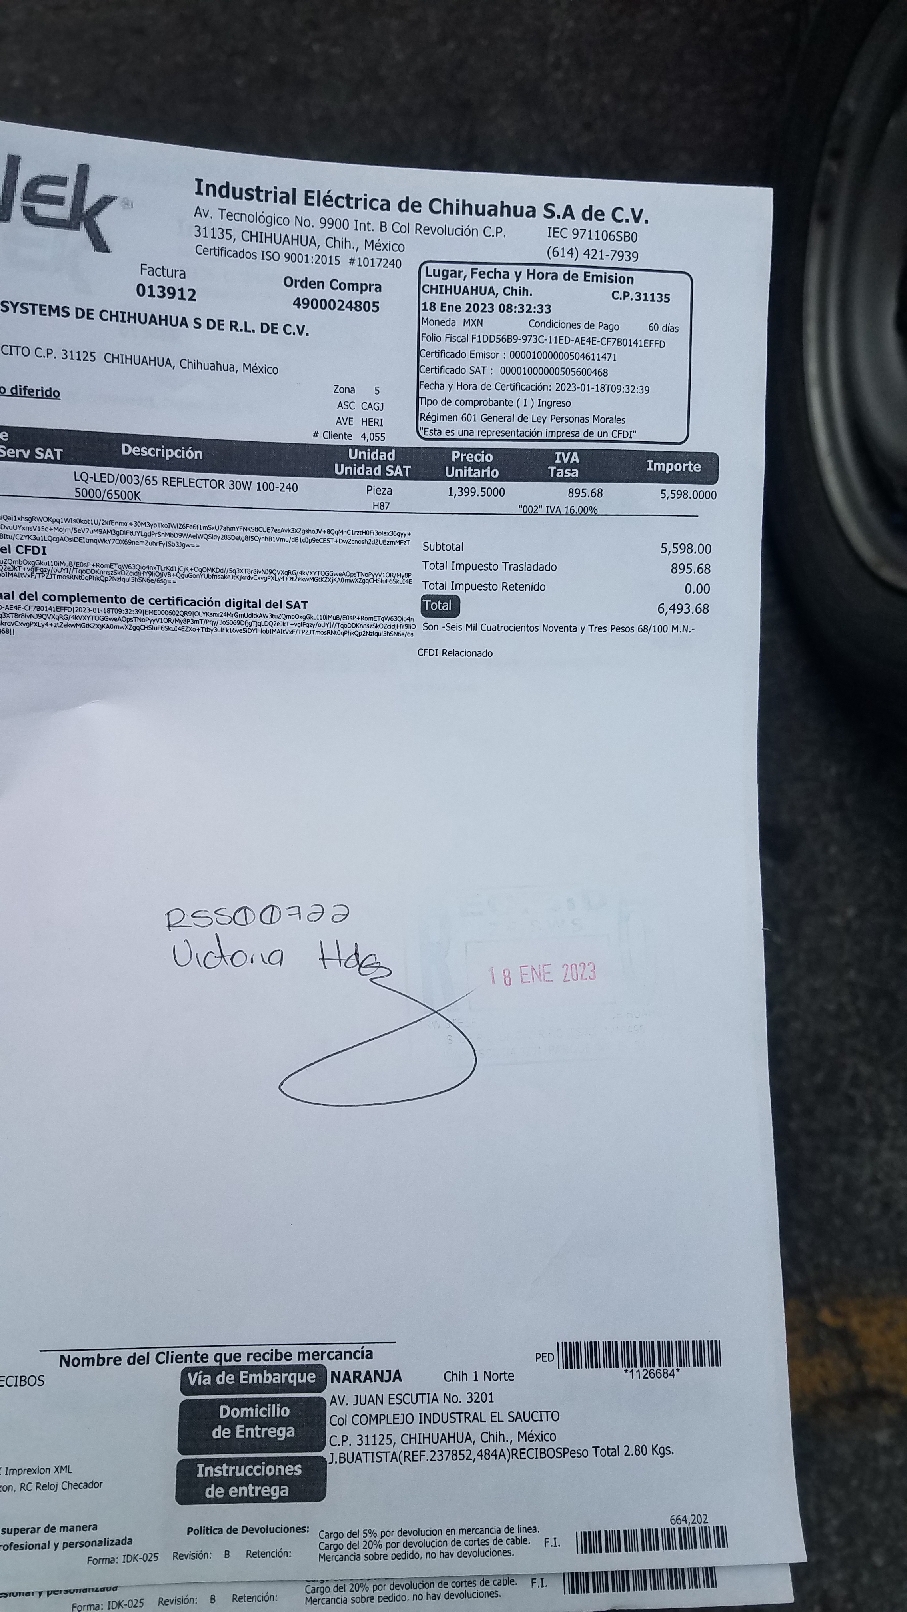 Industrial Eléctrica de Chihuahua S.A de C.V.
Av. Tecnológico No. 9900 Int. B Col Revolución C.P. IEC 971106SB0
31135, CHIHUAHUA, Chih., México (614) 421-7939
Certificados ISO 9001:2015 #1017240
Factura
013912
Orden Compra
4900024805
Lugar, Fecha y Hora de Emision
CHIHUAHUA, Chih. C.P.31135
18 Ene 2023 08:32:33
Moneda MXN Condiciones de Pago 60 días
Folio Fiscal F1DD56B9-973C-11ED-AE4E-CF7B0141EFFD
Certificado Emisor : 00001000000504611471
Certificado SAT : 00001000000505600468
Fecha y Hora de Certificación: 2023-01-18T09:32:39
Tipo de comprobante ( I ) Ingreso
Régimen 601 General de Ley Personas Morales
"Esta es una representación impresa de un CFDI"
SYSTEMS DE CHIHUAHUA S DE R.L. DE C.V.
CITO C.P. 31125 CHIHUAHUA, Chihuahua, México
o diferido
Zona 5
ASC CAGJ
AVE HERI
# Cliente 4,055
e
Serv SAT Descripción Unidad Precio IVA Importe
Unidad SAT Unitario Tasa
LQ-LED/003/65 REFLECTOR 30W 100-240 Pieza 1,399.5000 895.68 5,598.0000
5000/6500K H87 "002" IVA 16.00%
el CFDI
nal del complemento de certificación digital del SAT
Subtotal 5,598.00
Total Impuesto Trasladado 895.68
Total Impuesto Retenido 0.00
Total 6,493.68
Son -Seis Mil Cuatrocientos Noventa y Tres Pesos 68/100 M.N.-
CFDI Relacionado
RSS00722
Victoria Hdez
18 ENE 2023
Nombre del Cliente que recibe mercancía
PED
*1126684*
ECIBOS
Vía de Embarque NARANJA Chih 1 Norte
Domicilio
de Entrega
AV. JUAN ESCUTIA No. 3201
Col COMPLEJO INDUSTRAL EL SAUCITO
C.P. 31125, CHIHUAHUA, Chih., México
J.BUATISTA(REF.237852,484A)RECIBOSPeso Total 2.80 Kgs.
Instrucciones
de entrega
Imprexion XML
zon, RC Reloj Checador
superar de manera
rofesional y personalizada
Forma: IDK-025 Revisión: B Retención:
Politica de Devoluciones:
Cargo del 5% por devolucion en mercancia de linea.
Cargo del 20% por devolucion de cortes de cable. F.I.
Mercancia sobre pedido, no hay devoluciones.
664,202
Cargo del 20% por devolucion de cortes de cable. F.I.
Forma: IDK-025 Revisión: B Retención: Mercancia sobre pedido, no hay devoluciones.